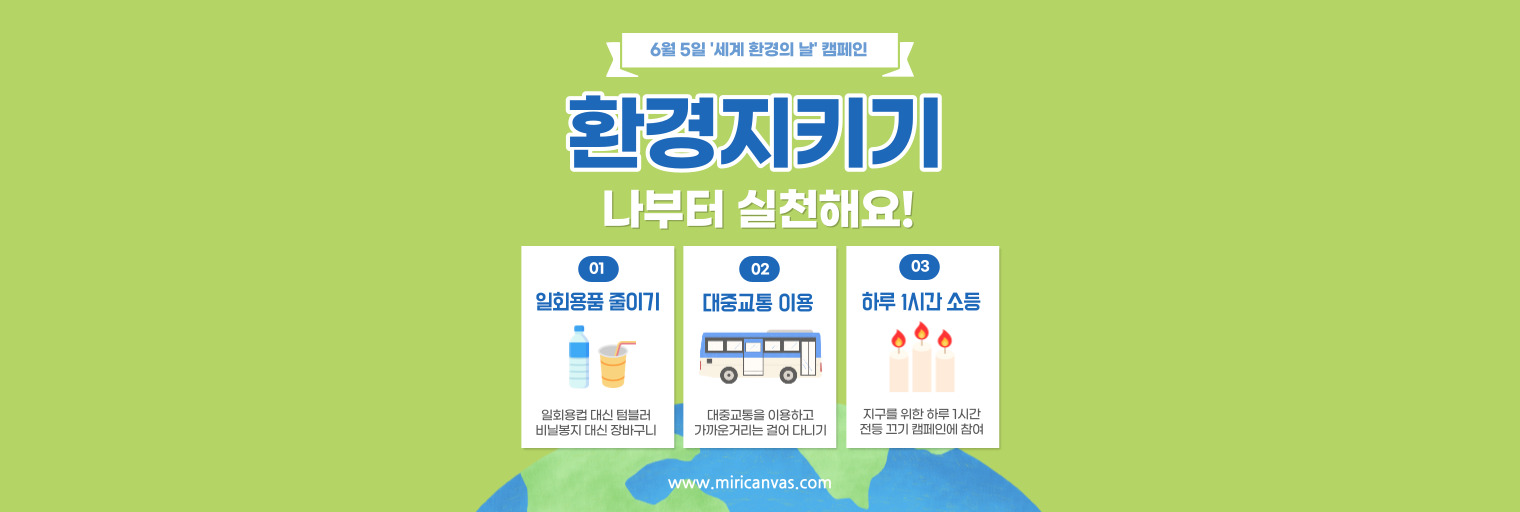 6월 5일 '세계 환경의 날' 캠페인
환경지키기
나부터 실천해요!
01
일회용품 줄이기
일회용컵 대신 텀블러
비닐봉지 대신 장바구니
02
대중교통 이용
대중교통을 이용하고
가까운거리는 걸어 다니기
03
하루 1시간 소등
지구를 위한 하루 1시간
전등 끄기 캠페인에 참여
www.miricanvas.com